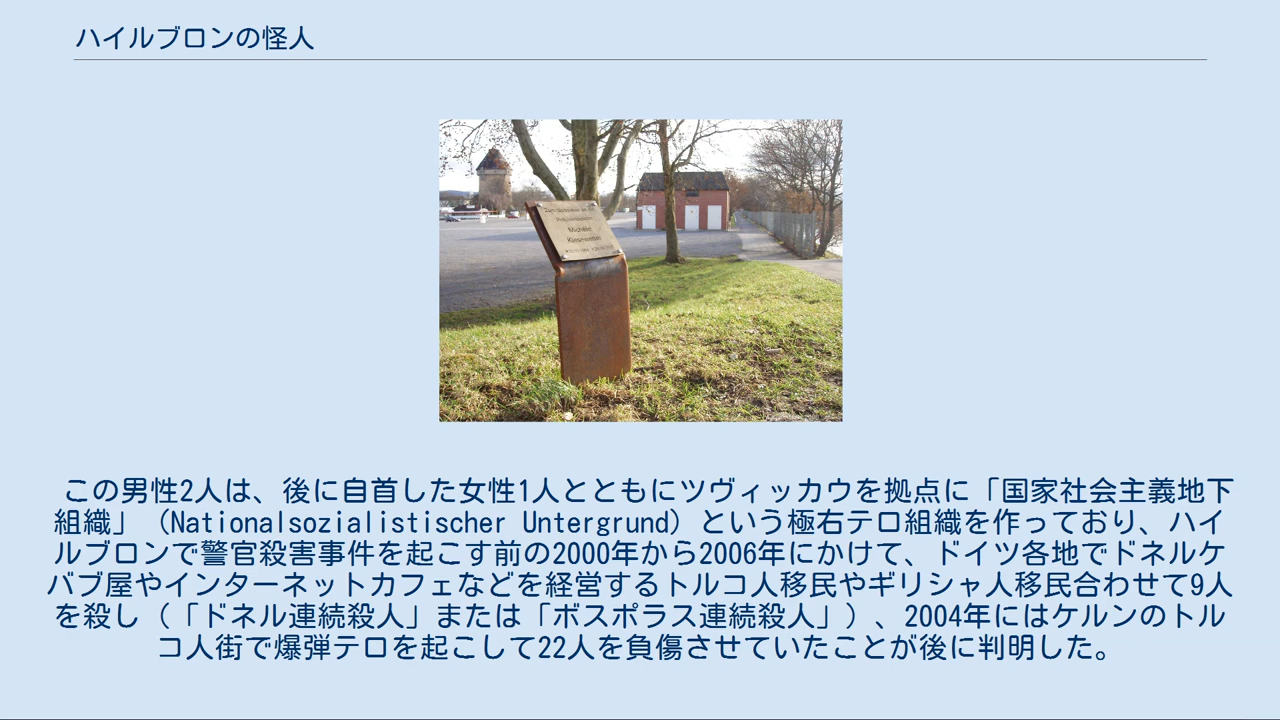 ハイルブロンの怪人
Michèle
Kiesewetter
この男性2人は、後に自首した女性1人とともにツヴィッカウを拠点に「国家社会主義地下
組織」（Nationalsozialistischer Untergrund）という極右テロ組織を作っており、ハイ
ルブロンで警官殺害事件を起こす前の2000年から2006年にかけて、ドイツ各地でドネルケ
バブ屋やインターネットカフェなどを経営するトルコ人移民やギリシャ人移民合わせて9人
を殺し（「ドネル連続殺人」または「ボスポラス連続殺人」）、2004年にはケルンのトル
コ人街で爆弾テロを起こして22人を負傷させていたことが後に判明した。